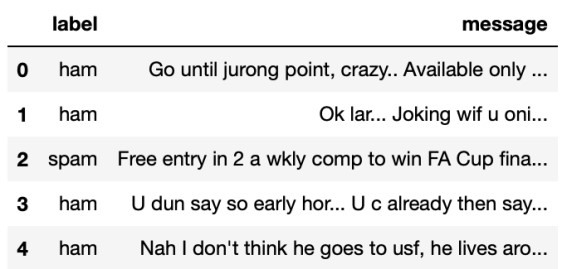 label message
0 ham Go until jurong point, crazy.. Available only ...
1 ham Ok lar... Joking wif u oni...
2 spam Free entry in 2 a wkly comp to win FA Cup fina...
3 ham U dun say so early hor... U c already then say...
4 ham Nah I don't think he goes to usf, he lives aro...